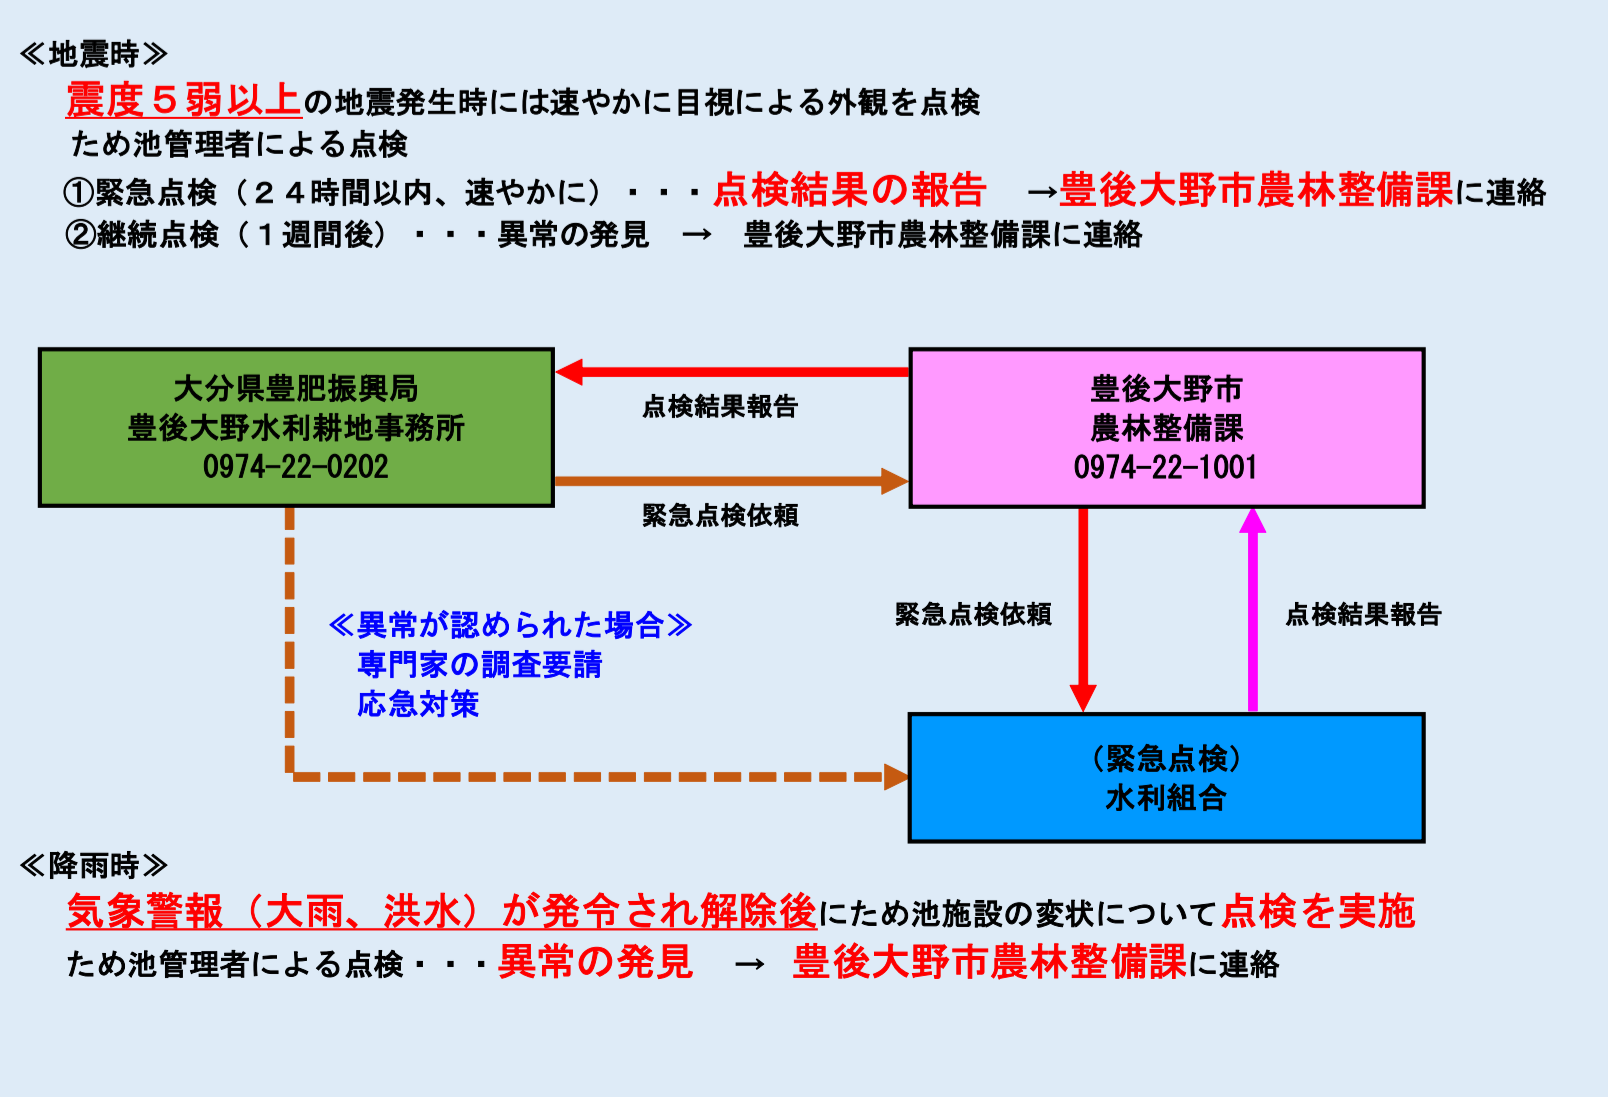 ≪地震時≫
震度５弱以上の地震発生時には速やかに目視による外観を点検
ため池管理者による点検
①緊急点検（２４時間以内、速やかに）・・・点検結果の報告　→豊後大野市農林整備課に連絡
②継続点検（１週間後）・・・異常の発見　→　豊後大野市農林整備課に連絡
大分県豊肥振興局
豊後大野水利耕地事務所
0974-22-0202
点検結果報告
緊急点検依頼
豊後大野市
農林整備課
0974-22-1001
≪異常が認められた場合≫
専門家の調査要請
応急対策
緊急点検依頼
点検結果報告
（緊急点検）
水利組合
≪降雨時≫
気象警報（大雨、洪水）が発令され解除後にため池施設の変状について点検を実施
ため池管理者による点検・・・異常の発見　→　豊後大野市農林整備課に連絡